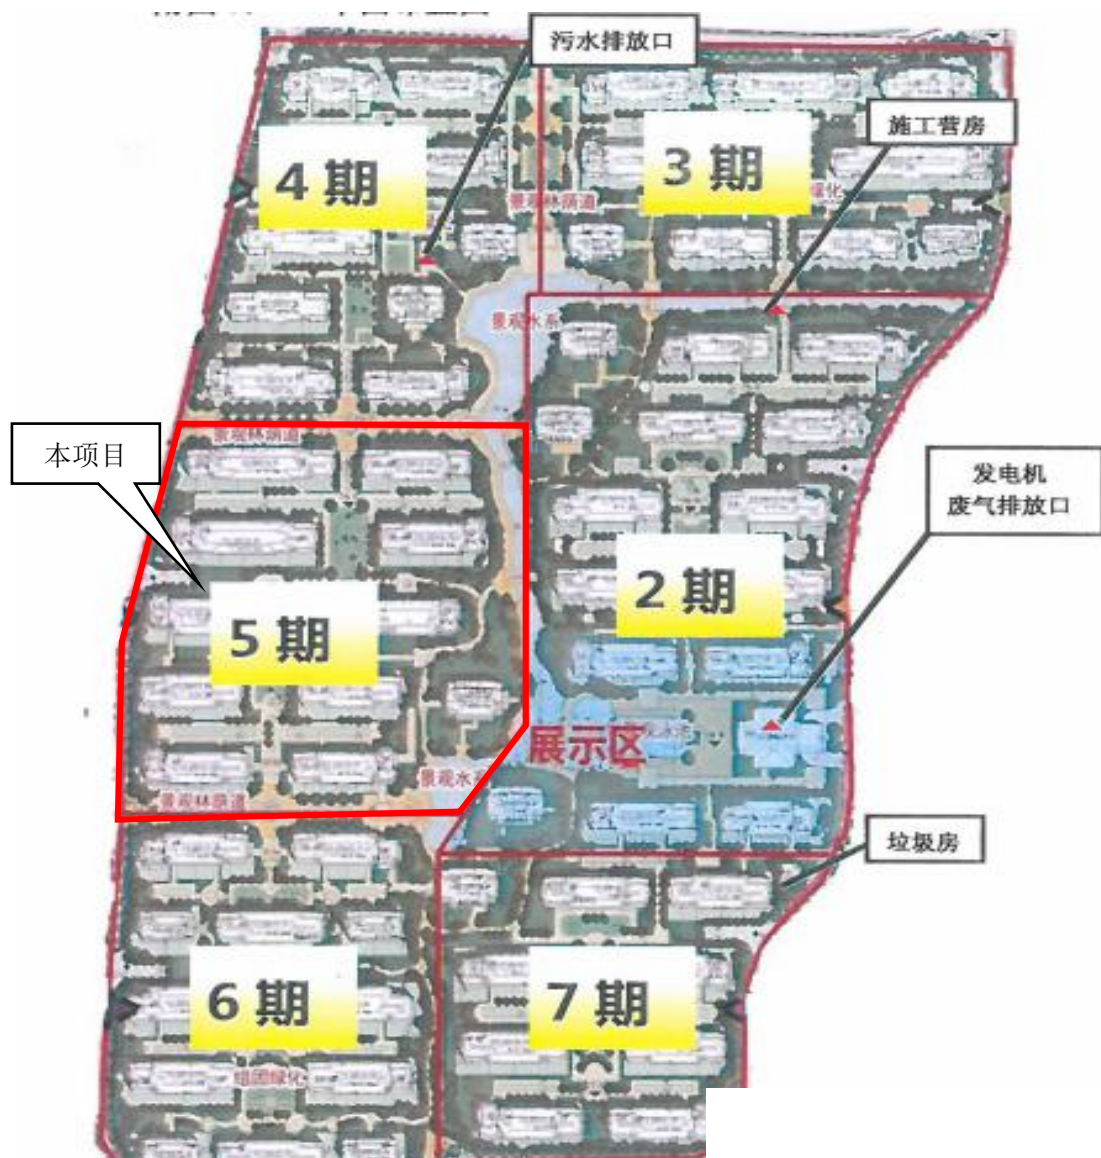 污水排放口
施工营房
4 期
3 期
景观林荫道
绿化
景观水系
本项目
景观林荫道
发电机
废气排放口
2 期
5 期
展示区
景观水系
景观林荫道
垃圾房
6 期
7 期
组团绿化